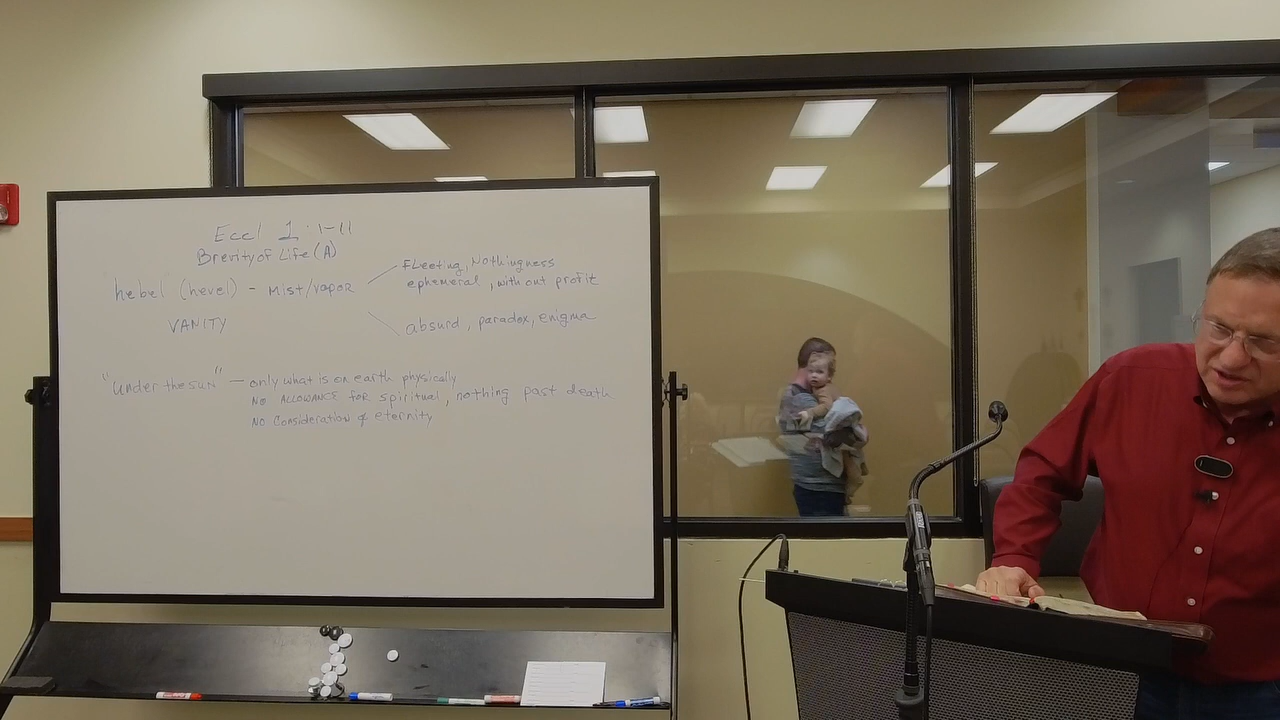 Eccl 1:1-11
Brevity of Life (A)
hebel (hevel) - Mist/vapor
Fleeting, Nothingness
ephemeral, with out profit
VANITY
absurd, paradox, enigma
"under the sun" - only what is on earth physically
NO ALLOWANCE FOR spiritual, nothing past death
NO Consideration of eternity